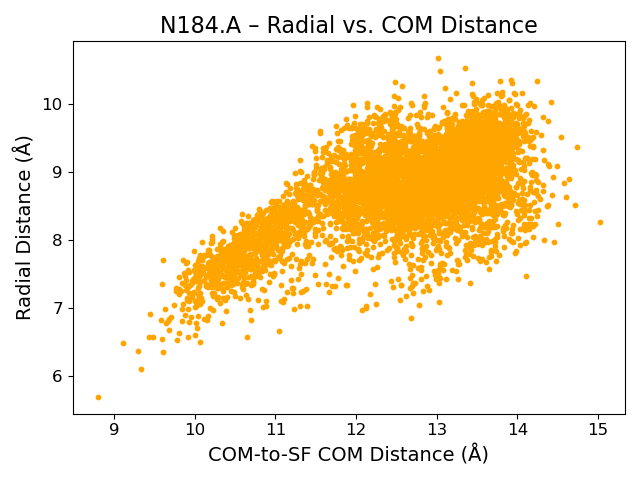 N184.A – Radial vs. COM Distance
Radial Distance (Å)
10
9
8
7
6
9 10 11 12 13 14 15
COM-to-SF COM Distance (Å)